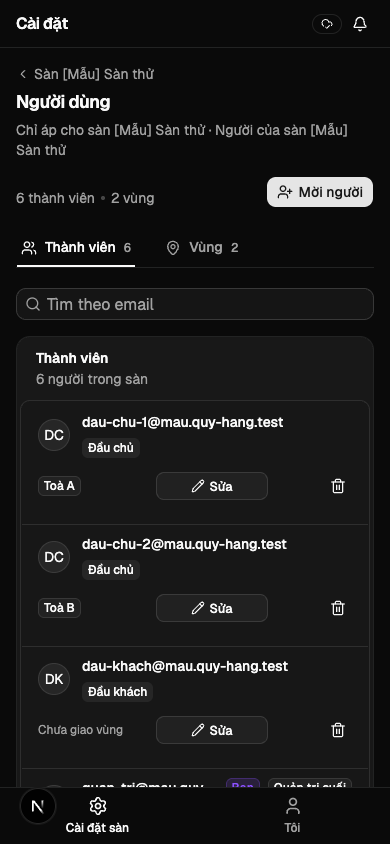 Cài đặt
Sàn [Mẫu] Sàn thử
Người dùng
Chỉ áp cho sàn [Mẫu] Sàn thử · Người của sàn [Mẫu]
Sàn thử
6 thành viên • 2 vùng
Mời người
Thành viên 6
Vùng 2
Tìm theo email
Thành viên
6 người trong sàn
DC
dau-chu-1@mau.quy-hang.test
Đầu chủ
Toà A
Sửa
DC
dau-chu-2@mau.quy-hang.test
Đầu chủ
Toà B
Sửa
DK
dau-khach@mau.quy-hang.test
Đầu khách
Chưa giao vùng
Sửa
N
Cài đặt sàn
Tôi